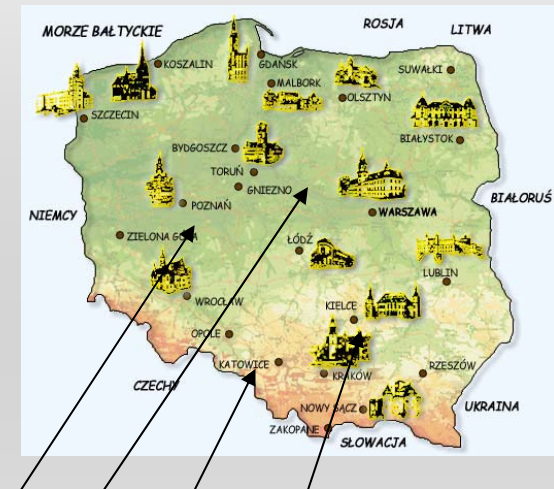 MORZE BAŁTYCKIE
ROSJA
LITWA
KOSZALIN
GDAŃSK
SUWAŁKI
MALBORK
OLSZTYN
SZCZECIN
BIAŁYSTOK
BYDGOSZCZ
TORUŃ
GNIEZNO
BIAŁORUŚ
POZNAŃ
WARSZAWA
NIEMCY
ZIELONA GÓRA
ŁÓDŹ
LUBLIN
WROCŁAW
KIELCE
OPOLE
KATOWICE
KRAKÓW
RZESZÓW
CZECHY
NOWY SĄCZ
UKRAINA
ZAKOPANE
SŁOWACJA